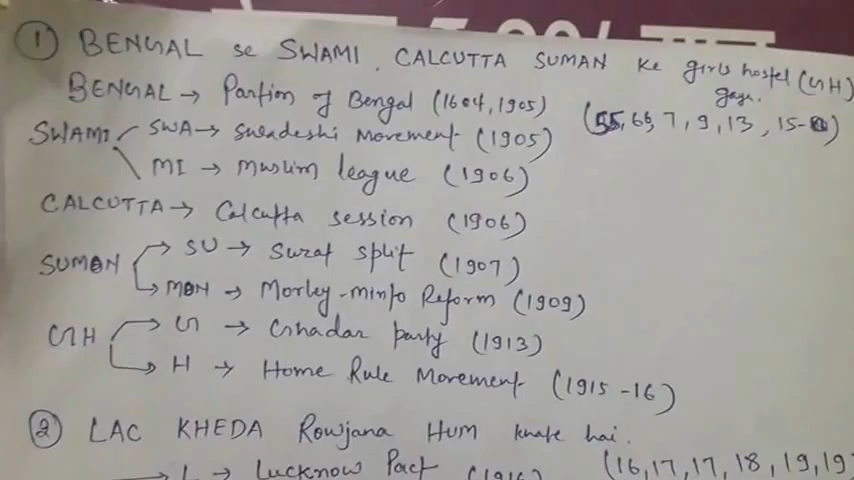 ① BENGAL se SWAMI, CALCUTTA SUMAN Ke girls hostel (GH) gaye.
BENGAL → Partion of Bengal (1604, 1905) (55, 66, 7, 9, 13, 15-
SWAMI SWA → Swadeshi Movement (1905)
MI → Muslim league (1906)
CALCUTTA → Calcutta session (1906)
SUMAN SU → Surat split (1907)
MAN → Morley-minto Reform (1909)
GH G → Ghadar party (1913)
H → Home Rule Movement (1915-16)
② LAC KHEDA Rowjana HUM khate hai.
L → Lucknow Pact (1916) (16, 17, 17, 18, 19, 19